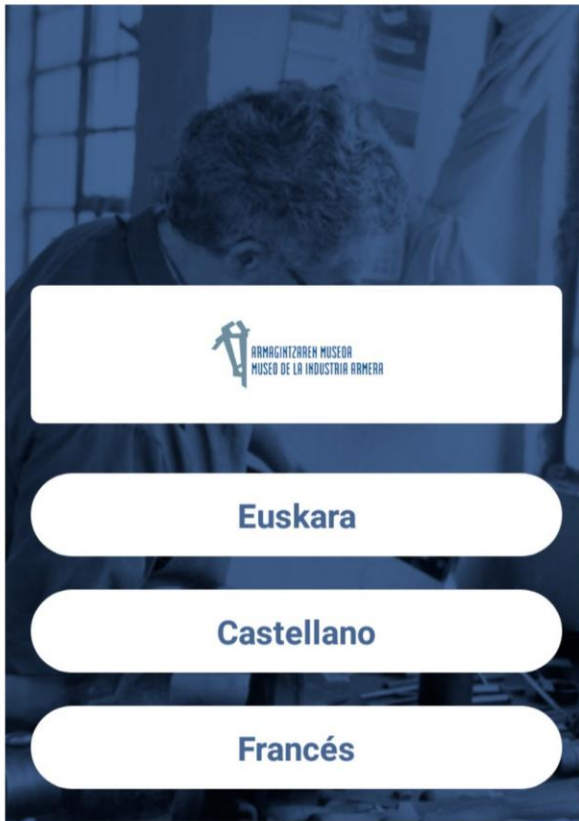 ARMAGINTZAREN MUSEOA
MUSEO DE LA INDUSTRIA ARMERA
Euskara
Castellano
Francés